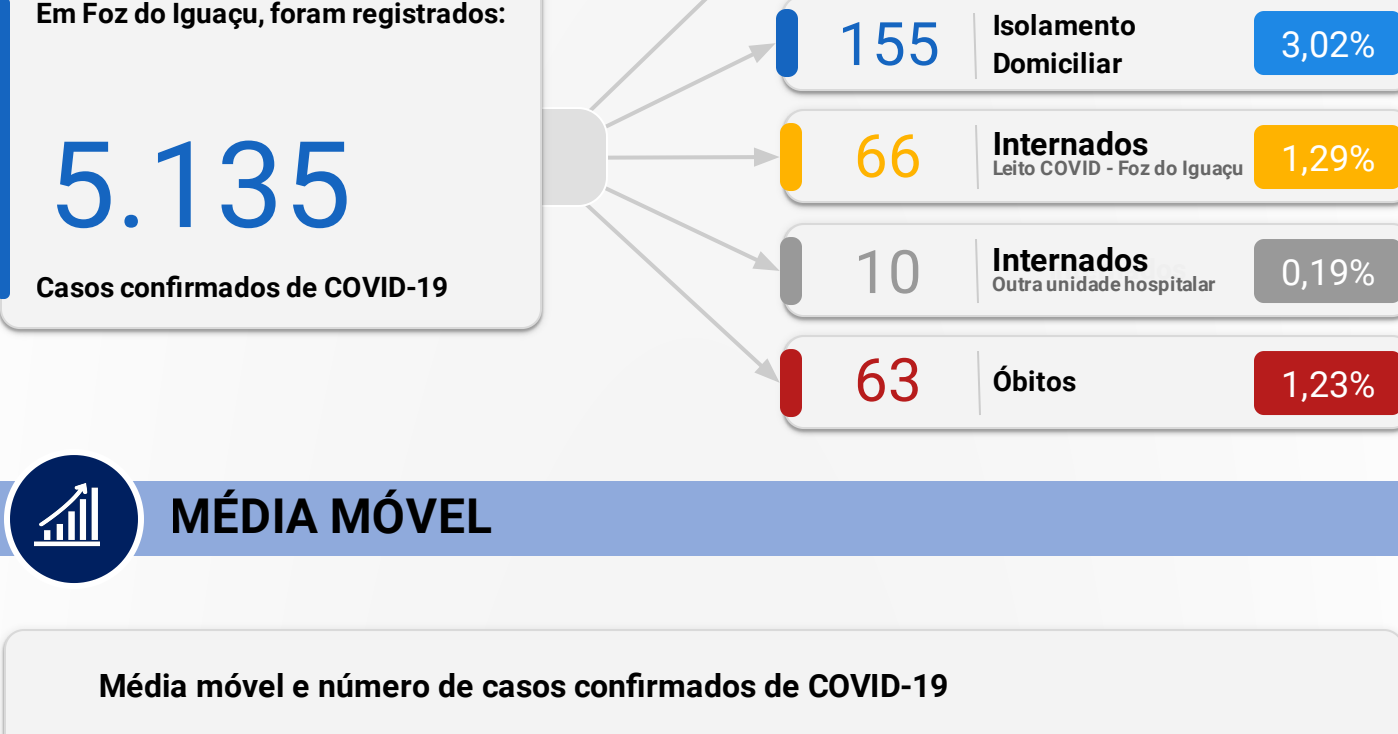 Em Foz do Iguaçu, foram registrados:
5.135
Casos confirmados de COVID-19
155
Isolamento
Domiciliar
3,02%
66
Internados
Leito COVID - Foz do Iguaçu
1,29%
10
Internados
Outra unidade hospitalar
0,19%
63
Óbitos
1,23%
MÉDIA MÓVEL
Média móvel e número de casos confirmados de COVID-19